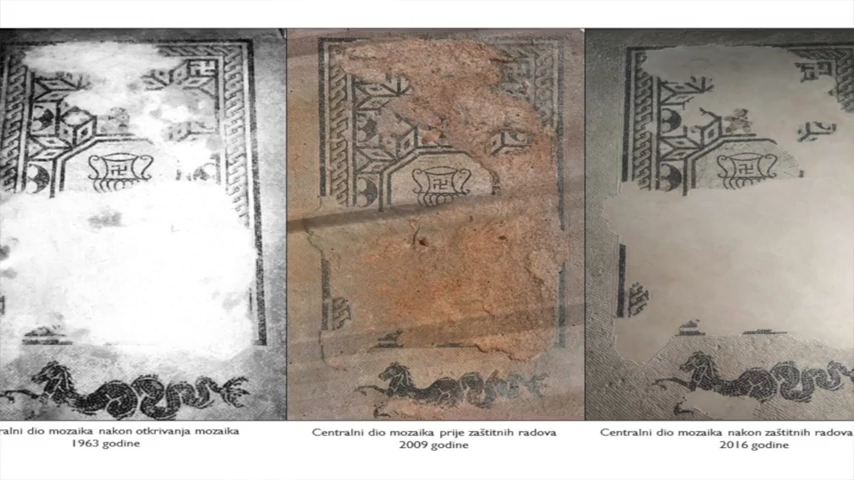 ralni dio mozaika nakon otkrivanja mozaika
1963 godine
Centralni dio mozaika prije zaštitnih radova
2009 godine
Centralni dio mozaika nakon zaštitnih radova
2016 godine